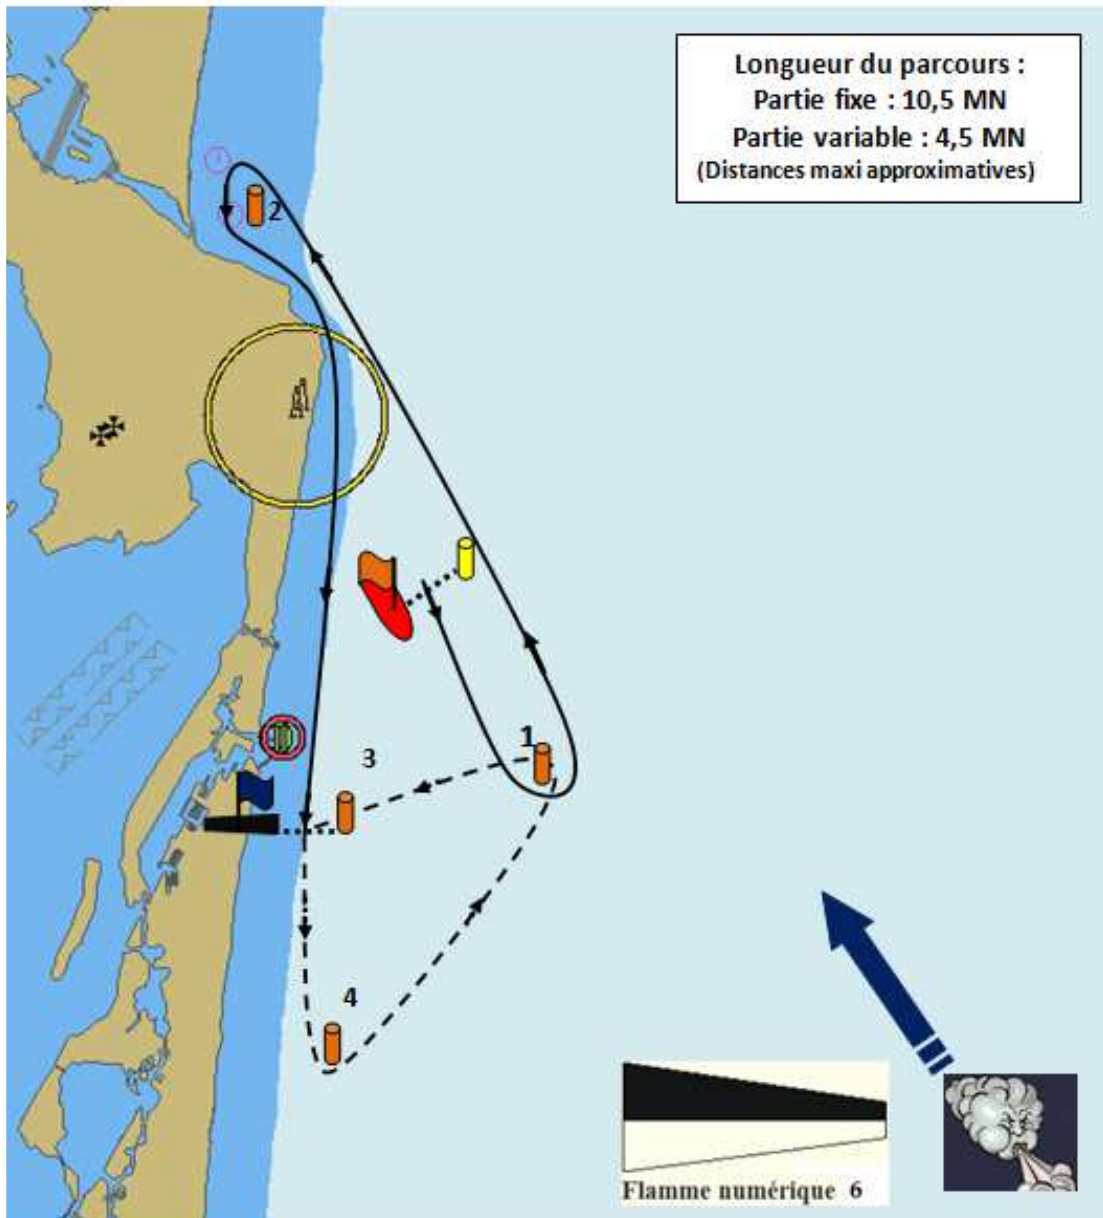 Longueur du parcours :
Partie fixe : 10,5 MN
Partie variable : 4,5 MN
(Distances maxi approximatives)
2
1
3
4
Flamme numérique 6